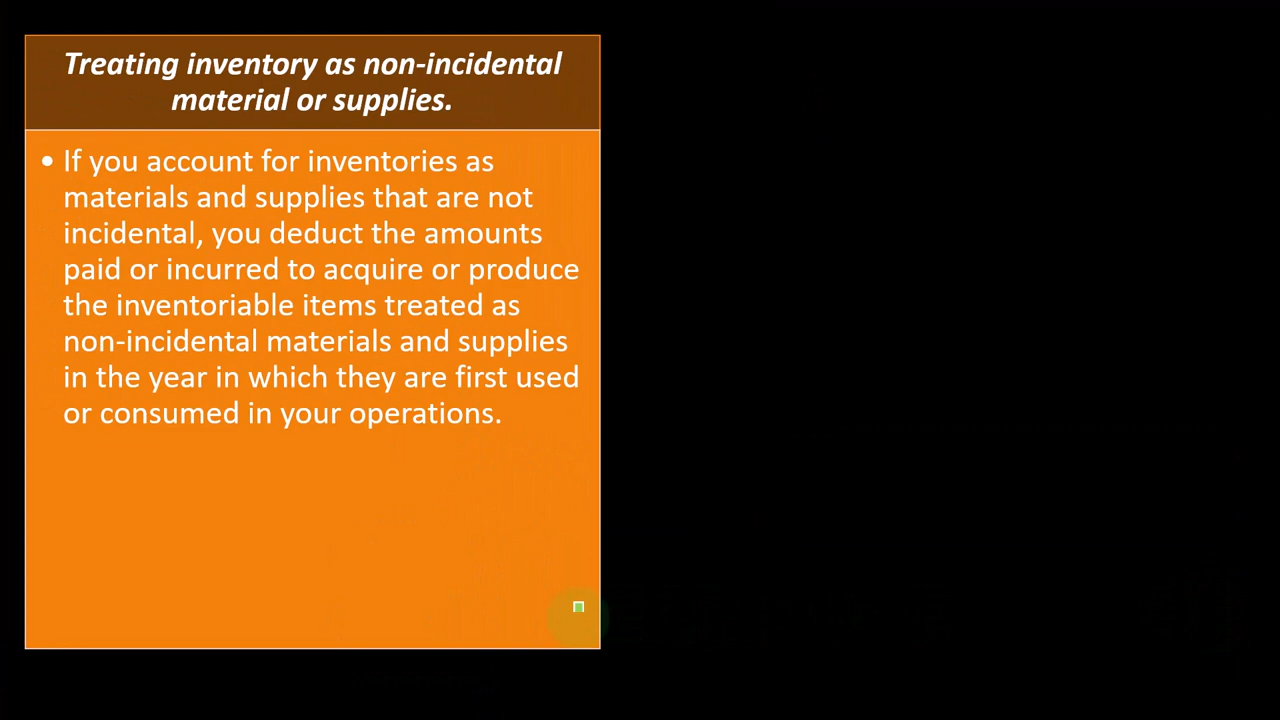 Treating inventory as non-incidental
material or supplies.
• If you account for inventories as
materials and supplies that are not
incidental, you deduct the amounts
paid or incurred to acquire or produce
the inventoriable items treated as
non-incidental materials and supplies
in the year in which they are first used
or consumed in your operations.